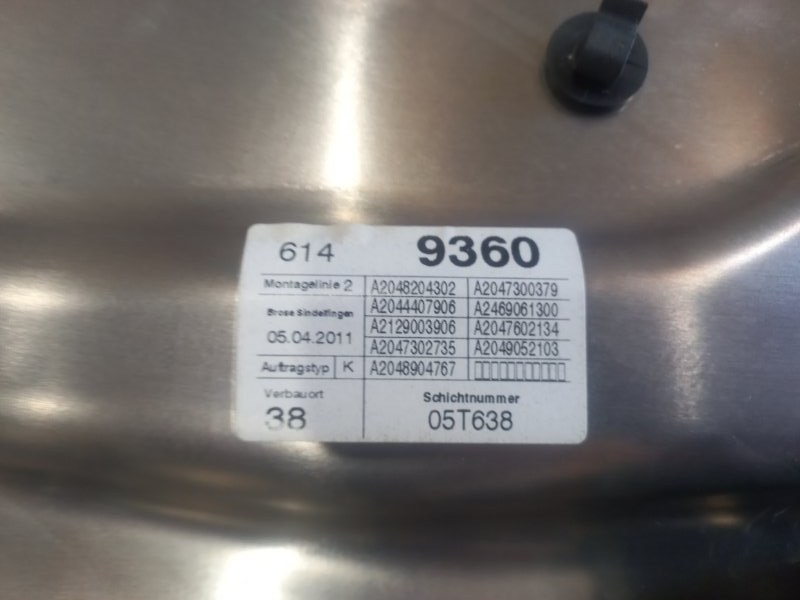 614 9360
Montagelinie 2 A2048204302 A2047300379
Brose Sindelfingen A2044407906 A2469061300
05.04.2011 A2129003906 A2047602134
A2047302735 A2049052103
Auftragstyp K A2048904767 ▯▯▯▯▯▯▯▯▯▯▯
Verbauort Schichtnummer
38 05T638